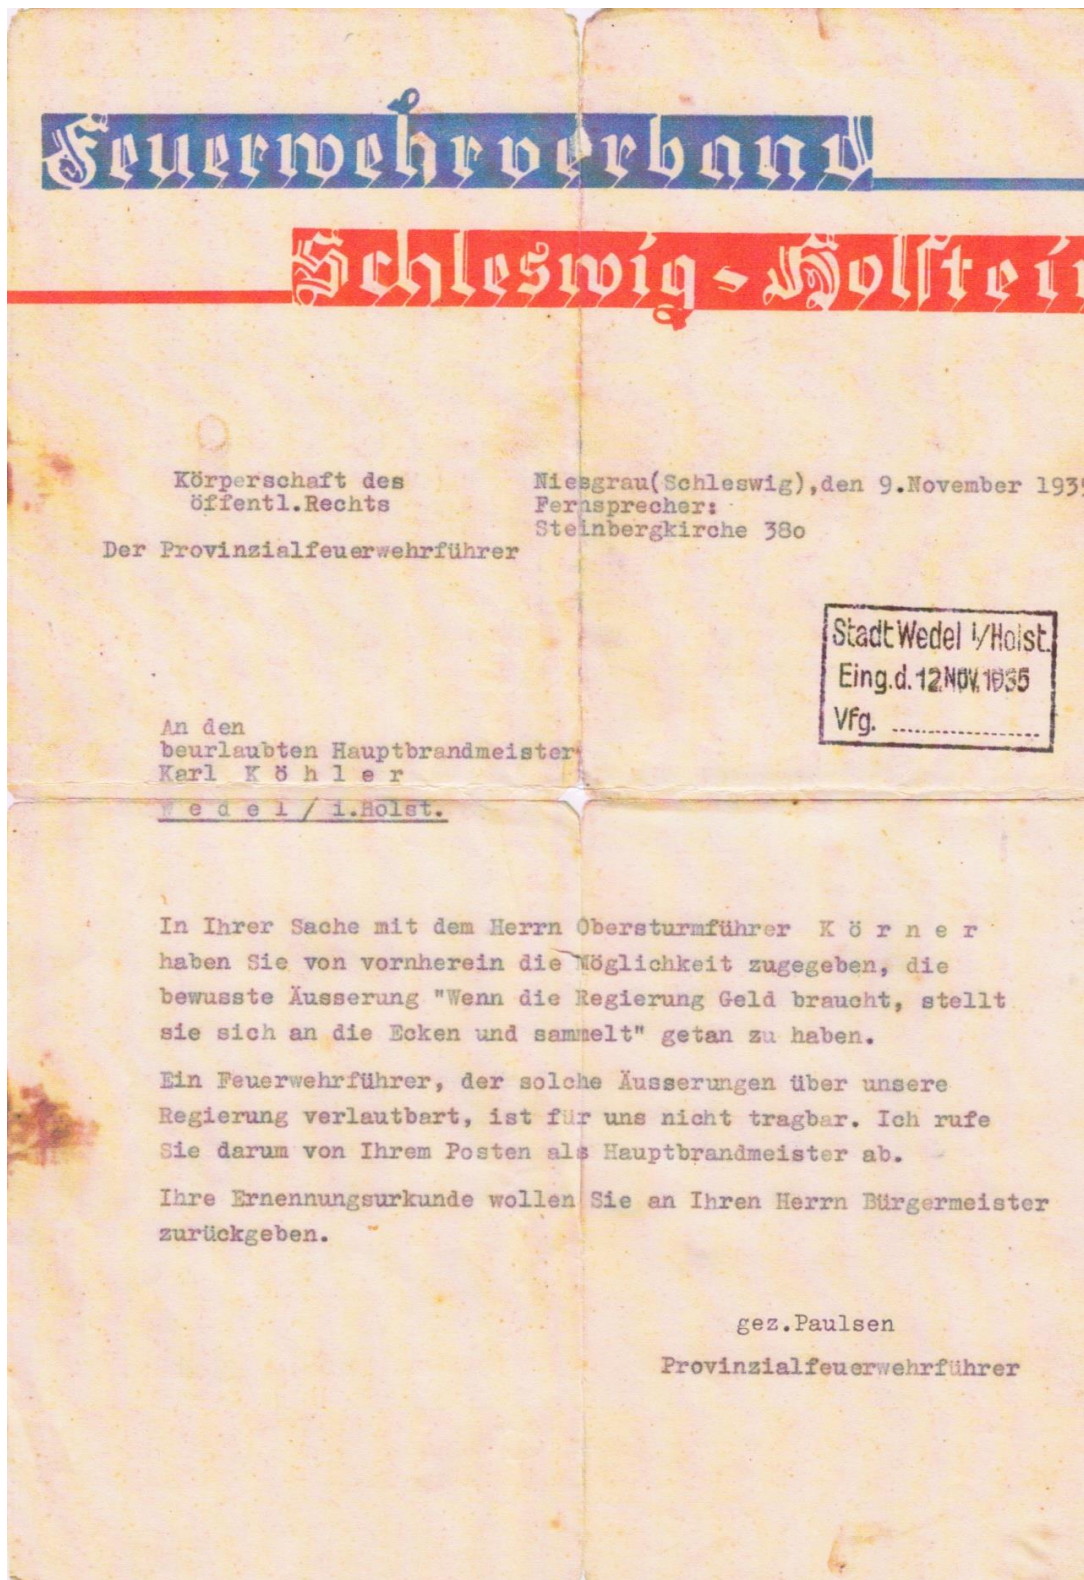 Feuerwehrverband
Schleswig-Holstein
Körperschaft des
öffentl.Rechts
Der Provinzialfeuerwehrführer
Niesgrau(Schleswig),den 9.November 1935
Fernsprecher:
Steinbergkirche 38o
Stadt Wedel i/Holst.
Eing.d. 12.NOV.1935
Vfg. ....................
An den
beurlaubten Hauptbrandmeister
Karl K ö h l e r
W e d e l / i.Holst.
In Ihrer Sache mit dem Herrn Obersturmführer K ö r n e r
haben Sie von vornherein die Möglichkeit zugegeben, die
bewusste Äusserung "Wenn die Regierung Geld braucht, stellt
sie sich an die Ecken und sammelt" getan zu haben.
Ein Feuerwehrführer, der solche Äusserungen über unsere
Regierung verlautbart, ist für uns nicht tragbar. Ich rufe
Sie darum von Ihrem Posten als Hauptbrandmeister ab.
Ihre Ernennungsurkunde wollen Sie an Ihren Herrn Bürgermeister
zurückgeben.
gez.Paulsen
Provinzialfeuerwehrführer